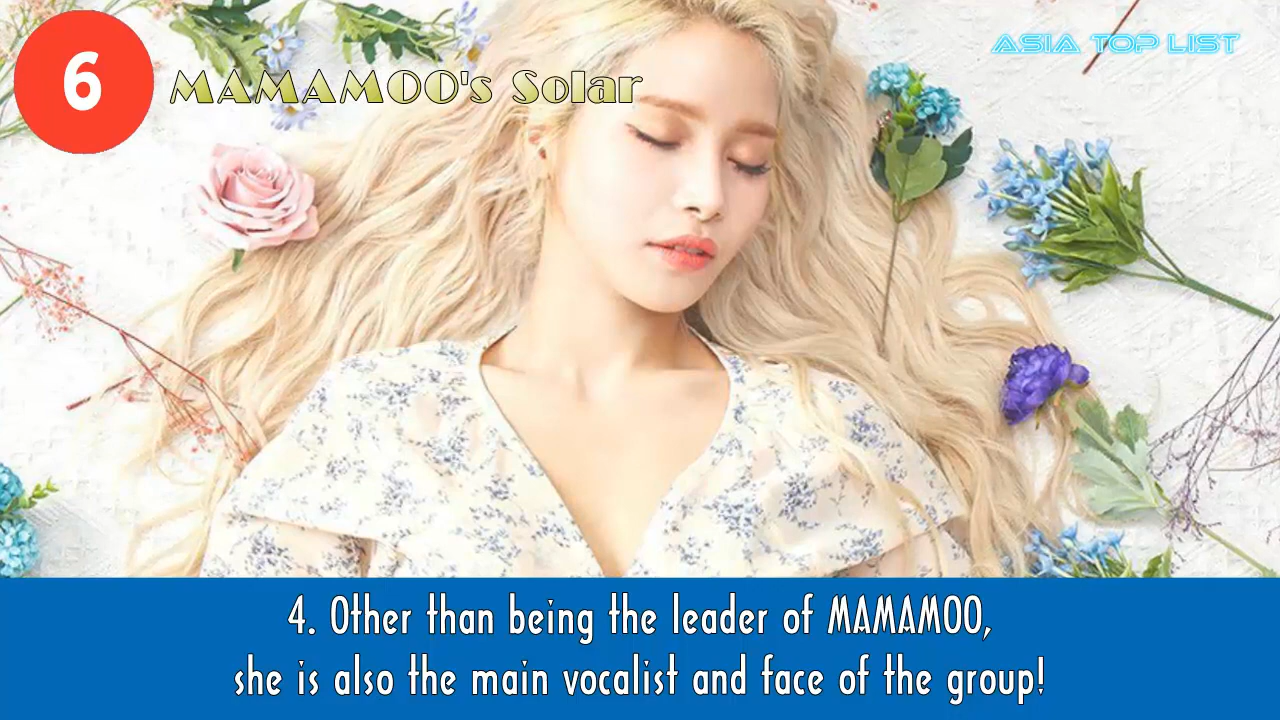 6
MAMAMOO's Solar
ASIA TOP LIST
4. Other than being the leader of MAMAMOO,
she is also the main vocalist and face of the group!